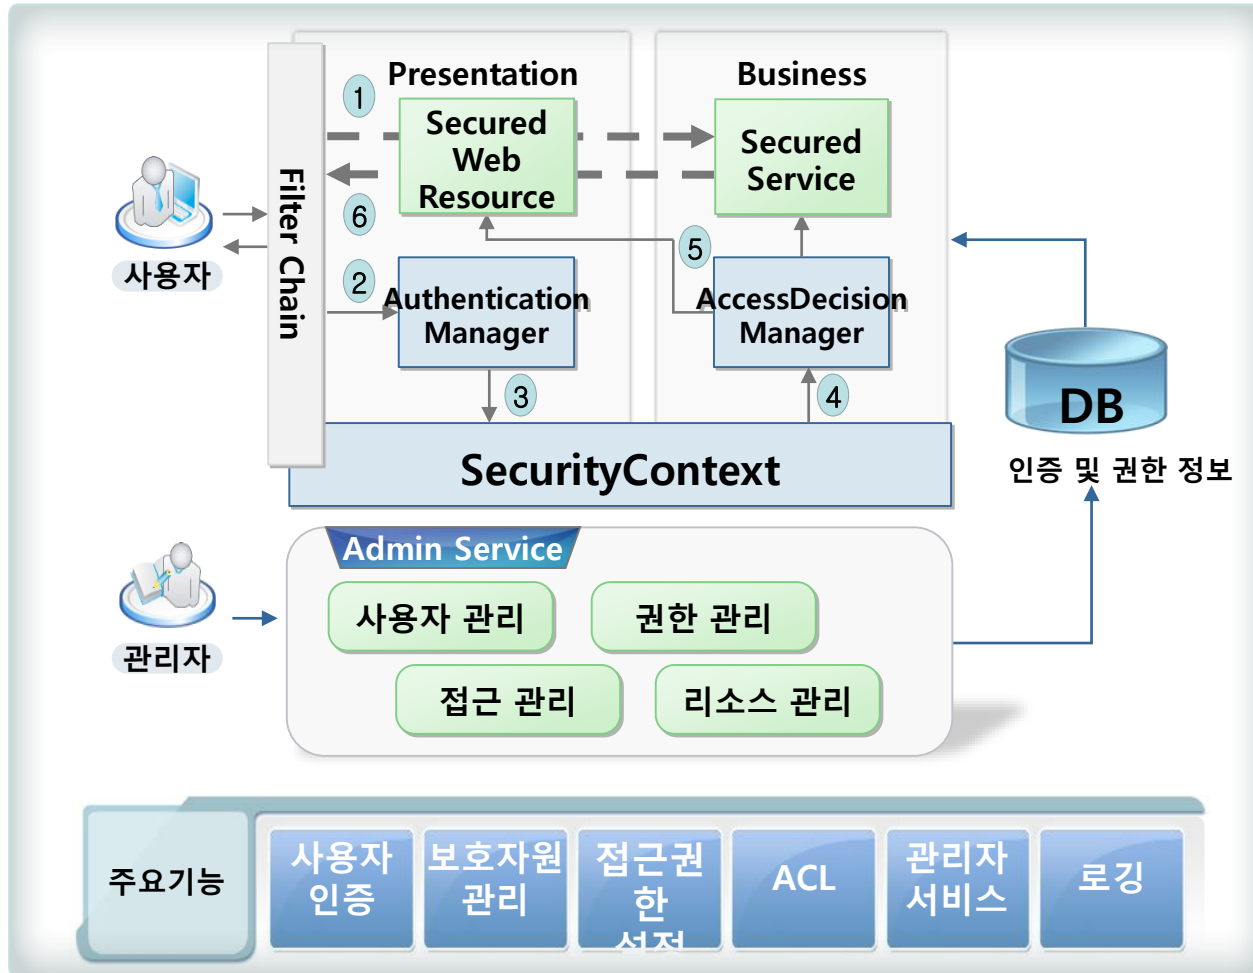 Presentation
Business
①
Secured
Web
Resource
Secured
Service
Filter Chain
⑥
⑤
사용자
②
Authentication
Manager
AccessDecision
Manager
③
④
DB
SecurityContext
인증 및 권한 정보
Admin Service
사용자 관리
권한 관리
관리자
접근 관리
리소스 관리
주요기능
사용자
인증
보호자원
관리
접근권
한
설정
ACL
관리자
서비스
로깅